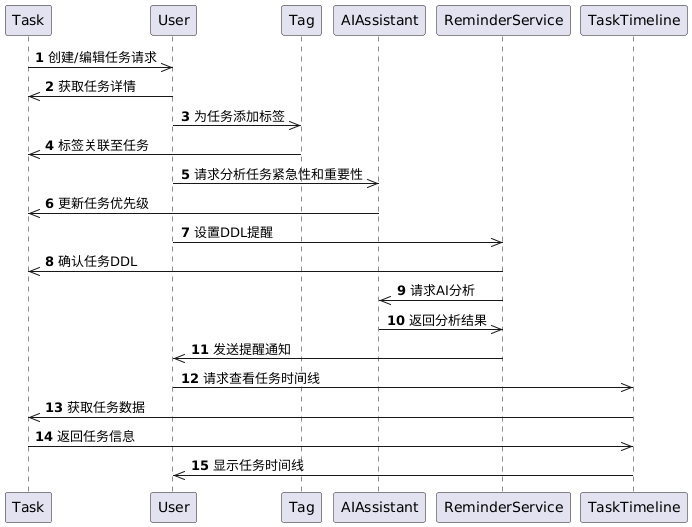 Task User Tag AIAssistant ReminderService TaskTimeline
1 创建/编辑任务请求
2 获取任务详情
3 为任务添加标签
4 标签关联至任务
5 请求分析任务紧急性和重要性
6 更新任务优先级
7 设置DDL提醒
8 确认任务DDL
9 请求AI分析
10 返回分析结果
11 发送提醒通知
12 请求查看任务时间线
13 获取任务数据
14 返回任务信息
15 显示任务时间线
Task User Tag AIAssistant ReminderService TaskTimeline